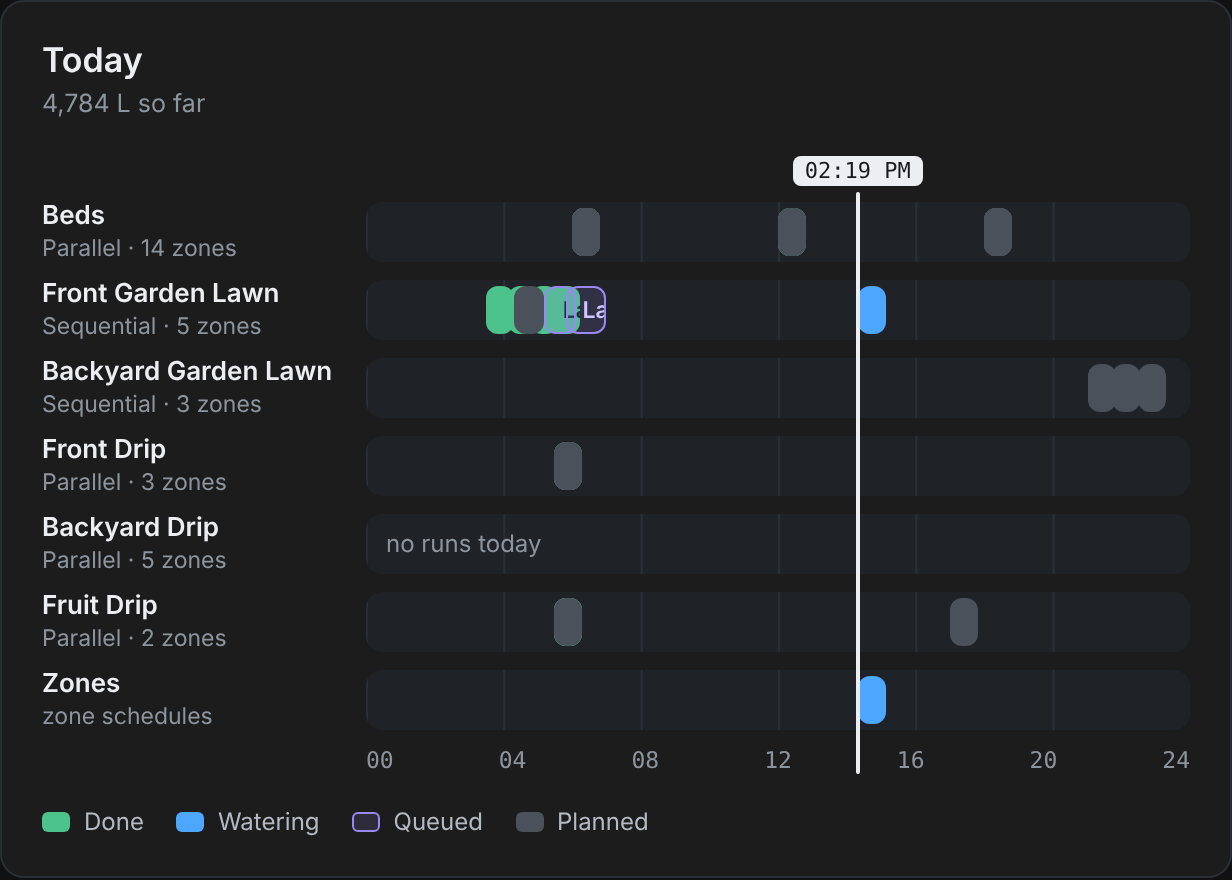 Today
4,784 L so far
02:19 PM
Beds
Parallel · 14 zones
Front Garden Lawn
Sequential · 5 zones
La
Backyard Garden Lawn
Sequential · 3 zones
Front Drip
Parallel · 3 zones
Backyard Drip
Parallel · 5 zones
no runs today
Fruit Drip
Parallel · 2 zones
Zones
zone schedules
00 04 08 12 16 20 24
Done Watering Queued Planned